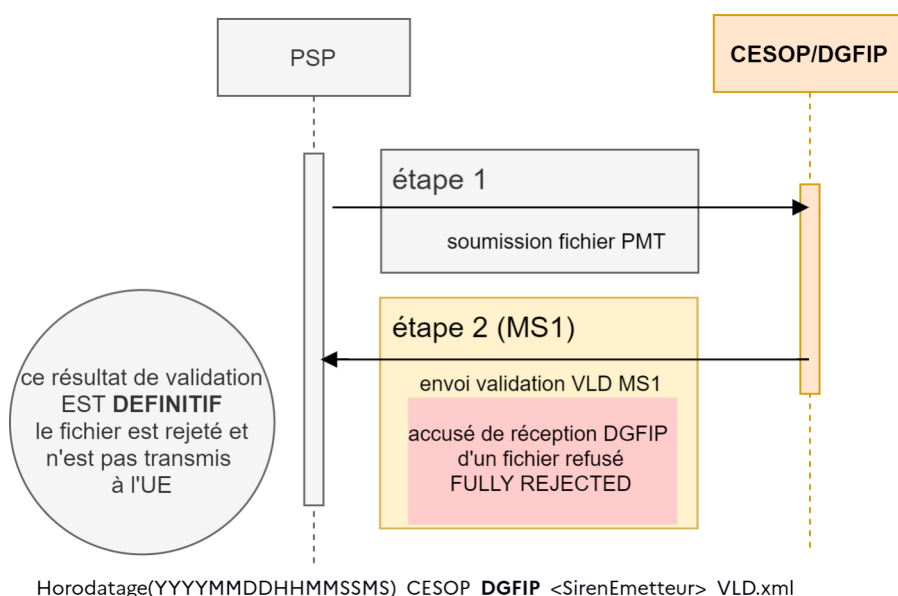 PSP
CESOP/DGFIP
étape 1
soumission fichier PMT
étape 2 (MS1)
envoi validation VLD MS1
accusé de réception DGFIP
d'un fichier refusé
FULLY REJECTED
ce résultat de validation
EST DEFINITIF
le fichier est rejeté et
n'est pas transmis
à l'UE
Horodatage(YYYYMMDDHHMMSSMS)_CESOP_DGFIP_<SirenEmetteur>_VLD.xml